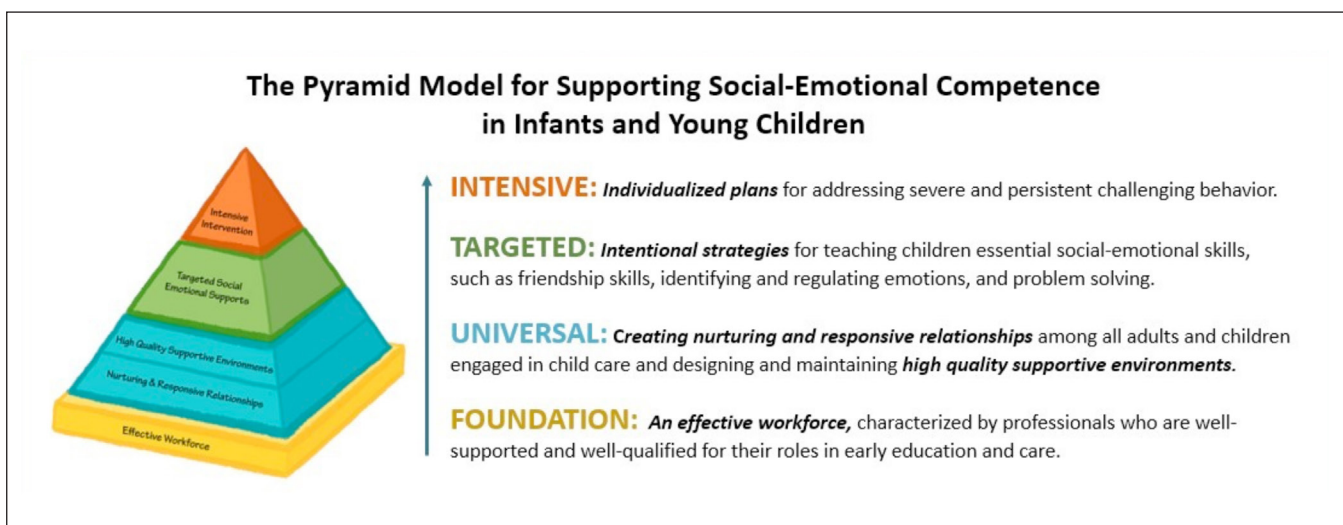 The Pyramid Model for Supporting Social-Emotional Competence
in Infants and Young Children
Intensive
Intervention
Targeted Social
Emotional Supports
High Quality Supportive Environments
Nurturing & Responsive Relationships
Effective Workforce
INTENSIVE: Individualized plans for addressing severe and persistent challenging behavior.
TARGETED: Intentional strategies for teaching children essential social-emotional skills,
such as friendship skills, identifying and regulating emotions, and problem solving.
UNIVERSAL: Creating nurturing and responsive relationships among all adults and children
engaged in child care and designing and maintaining high quality supportive environments.
FOUNDATION: An effective workforce, characterized by professionals who are well-
supported and well-qualified for their roles in early education and care.